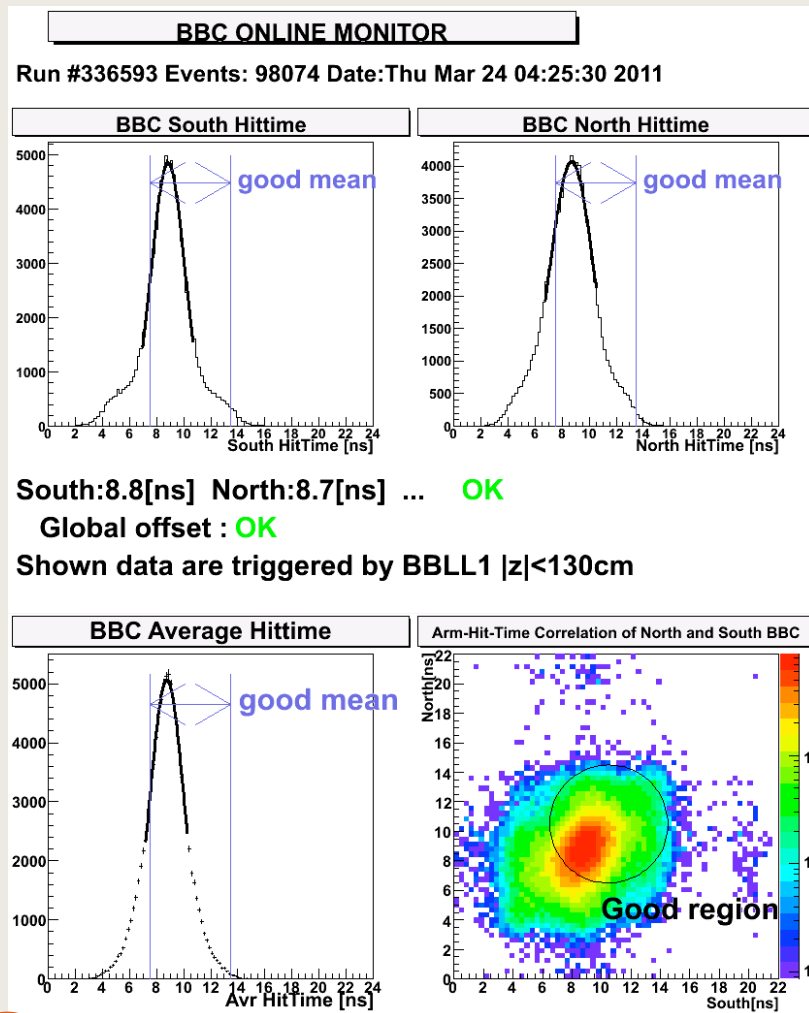 BBC ONLINE MONITOR
Run #336593 Events: 98074 Date:Thu Mar 24 04:25:30 2011
BBC South Hittime
5000
4000
3000
2000
1000
0
good mean
0 2 4 6 8 10 12 14 16 18 20 22 24
South HitTime [ns]
BBC North Hittime
4000
3500
3000
2500
2000
1500
1000
500
0
good mean
0 2 4 6 8 10 12 14 16 18 20 22 24
North HitTime [ns]
South:8.8[ns] North:8.7[ns] ... OK
Global offset : OK
Shown data are triggered by BBLL1 |z|<130cm
BBC Average Hittime
5000
4000
3000
2000
1000
0
good mean
0 2 4 6 8 10 12 14 16 18 20 22 24
Avr HitTime [ns]
Arm-Hit-Time Correlation of North and South BBC
North[ns]
22
20
18
16
14
12
10
8
6
4
2
0
Good region
0 2 4 6 8 10 12 14 16 18 20 22
South[ns]
1
1
1